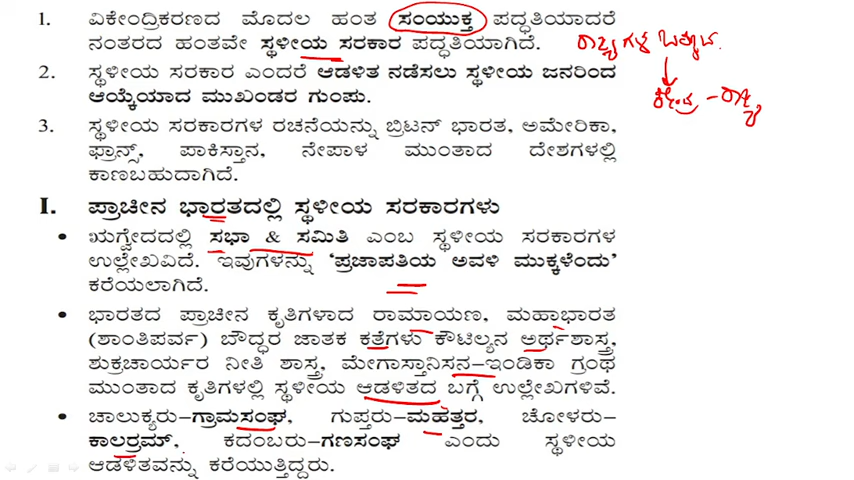 1. ವಿಕೇಂದ್ರಿಕರಣದ ಮೊದಲ ಹಂತ ಸಂಯುಕ್ತ ಪದ್ಧತಿಯಾದರೆ
ನಂತರದ ಹಂತವೇ ಸ್ಥಳೀಯ ಸರಕಾರ ಪದ್ಧತಿಯಾಗಿದೆ.
ರಾಜ್ಯಗಳ ಒಕ್ಕೂಟ.
2. ಸ್ಥಳೀಯ ಸರಕಾರ ಎಂದರೆ ಆಡಳಿತ ನಡೆಸಲು ಸ್ಥಳೀಯ ಜನರಿಂದ
ಆಯ್ಕೆಯಾದ ಮುಖಂಡರ ಗುಂಪು.
ಕೇಂದ್ರ - ರಾಜ್ಯ
3. ಸ್ಥಳೀಯ ಸರಕಾರಗಳ ರಚನೆಯನ್ನು ಬ್ರಿಟನ್ ಭಾರತ, ಅಮೇರಿಕಾ,
ಫ್ರಾನ್ಸ್, ಪಾಕಿಸ್ತಾನ, ನೇಪಾಳ ಮುಂತಾದ ದೇಶಗಳಲ್ಲಿ
ಕಾಣಬಹುದಾಗಿದೆ.
I. ಪ್ರಾಚೀನ ಭಾರತದಲ್ಲಿ ಸ್ಥಳೀಯ ಸರಕಾರಗಳು
• ಋಗ್ವೇದದಲ್ಲಿ ಸಭಾ & ಸಮಿತಿ ಎಂಬ ಸ್ಥಳೀಯ ಸರಕಾರಗಳ
ಉಲ್ಲೇಖವಿದೆ. ಇವುಗಳನ್ನು 'ಪ್ರಜಾಪತಿಯ ಅವಳಿ ಮುಕ್ಕಳೆಂದು'
ಕರೆಯಲಾಗಿದೆ.
• ಭಾರತದ ಪ್ರಾಚೀನ ಕೃತಿಗಳಾದ ರಾಮಾಯಣ, ಮಹಾಭಾರತ
(ಶಾಂತಿಪರ್ವ) ಬೌದ್ಧರ ಜಾತಕ ಕತೆಗಳು ಕೌಟಿಲ್ಯನ ಅರ್ಥಶಾಸ್ತ್ರ,
ಶುಕ್ರಚಾರ್ಯರ ನೀತಿ ಶಾಸ್ತ್ರ, ಮೇಗಾಸ್ತಾನಿಸನ-ಇಂಡಿಕಾ ಗ್ರಂಥ
ಮುಂತಾದ ಕೃತಿಗಳಲ್ಲಿ ಸ್ಥಳೀಯ ಆಡಳಿತದ ಬಗ್ಗೆ ಉಲ್ಲೇಖಗಳಿವೆ.
• ಚಾಲುಕ್ಯರು-ಗ್ರಾಮಸಂಘ, ಗುಪ್ತರು-ಮಹತ್ತರ, ಚೋಳರು-
ಕಾಲರ್ರಮ್, ಕದಂಬರು-ಗಣಸಂಘ ಎಂದು ಸ್ಥಳೀಯ
ಆಡಳಿತವನ್ನು ಕರೆಯುತ್ತಿದ್ದರು.